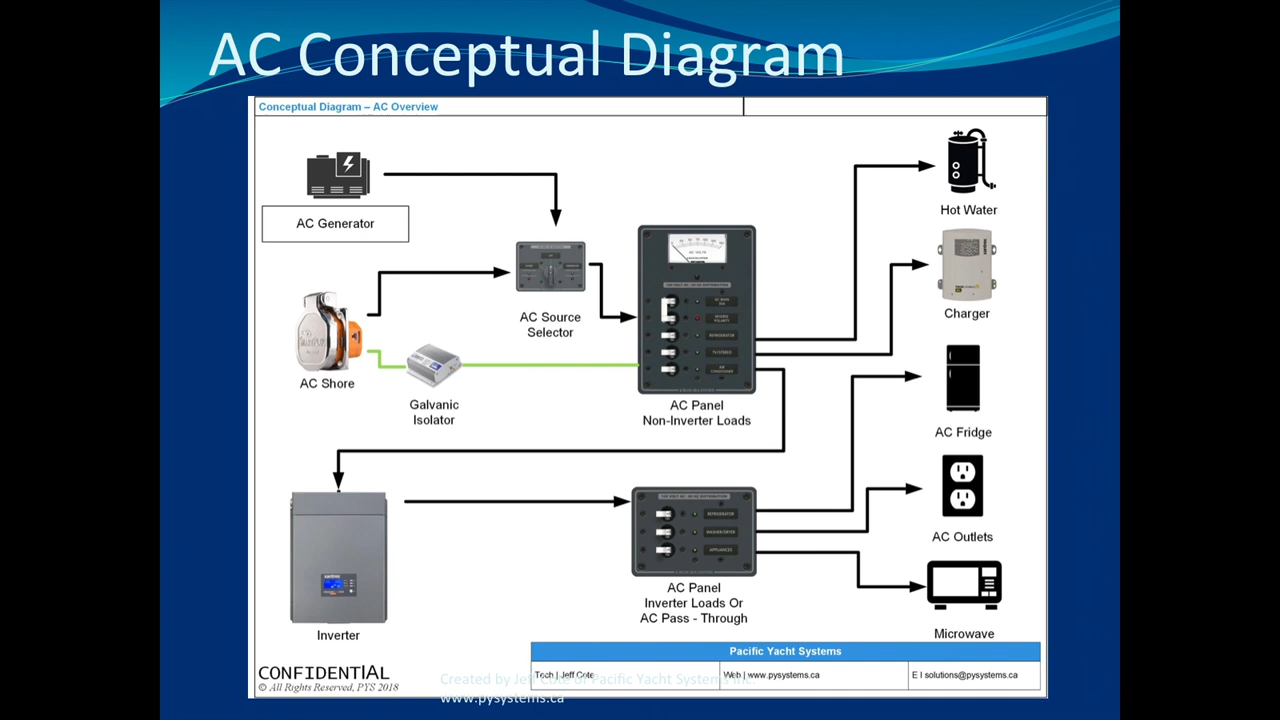 AC Conceptual Diagram
Conceptual Diagram – AC Overview
AC Generator
Hot Water
AC Source
Selector
Charger
AC Shore
Galvanic
Isolator
AC Panel
Non-Inverter Loads
AC Fridge
AC Outlets
AC Panel
Inverter Loads Or
AC Pass - Through
Inverter
Microwave
Pacific Yacht Systems
Tech | Jeff Cote
Web | www.pysystems.ca
E I solutions@pysystems.ca
CONFIDENTIAL
© All Rights Reserved, PYS 2018
Created by Jeff Cote of Pacific Yacht Systems Inc.
www.pysystems.ca